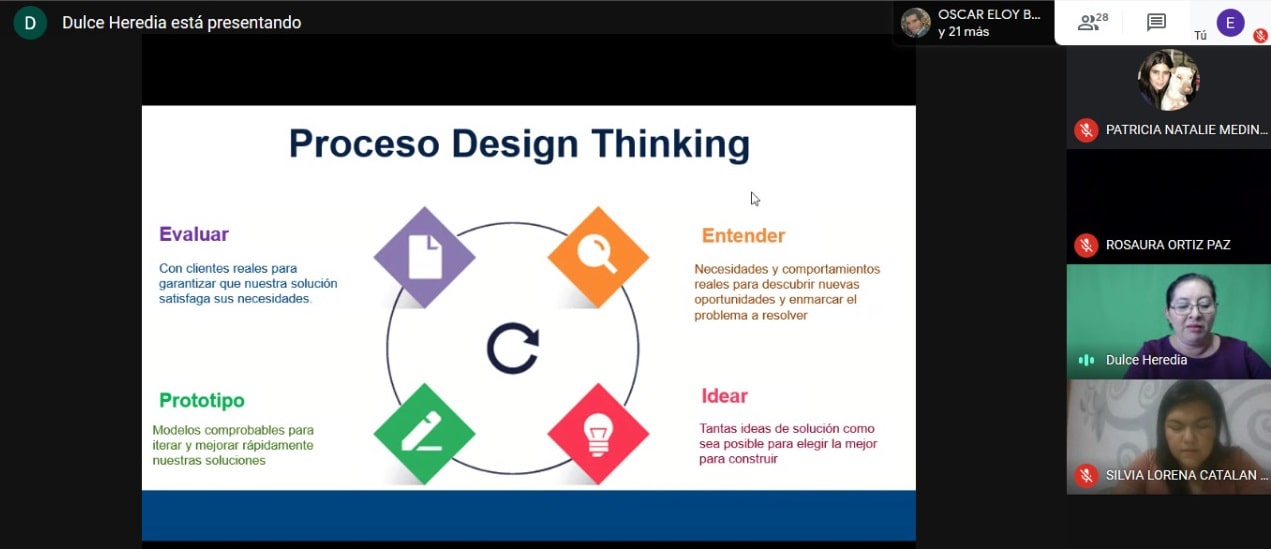 D Dulce Heredia está presentando
OSCAR ELOY B...
y 21 más
28
Tú
E
PATRICIA NATALIE MEDIN...
ROSAURA ORTIZ PAZ
Dulce Heredia
SILVIA LORENA CATALAN ...
Proceso Design Thinking
Evaluar
Con clientes reales para
garantizar que nuestra solución
satisfaga sus necesidades.
Entender
Necesidades y comportamientos
reales para descubrir nuevas
oportunidades y enmarcar el
problema a resolver
Prototipo
Modelos comprobables para
iterar y mejorar rápidamente
nuestras soluciones
Idear
Tantas ideas de solución como
sea posible para elegir la mejor
para construir